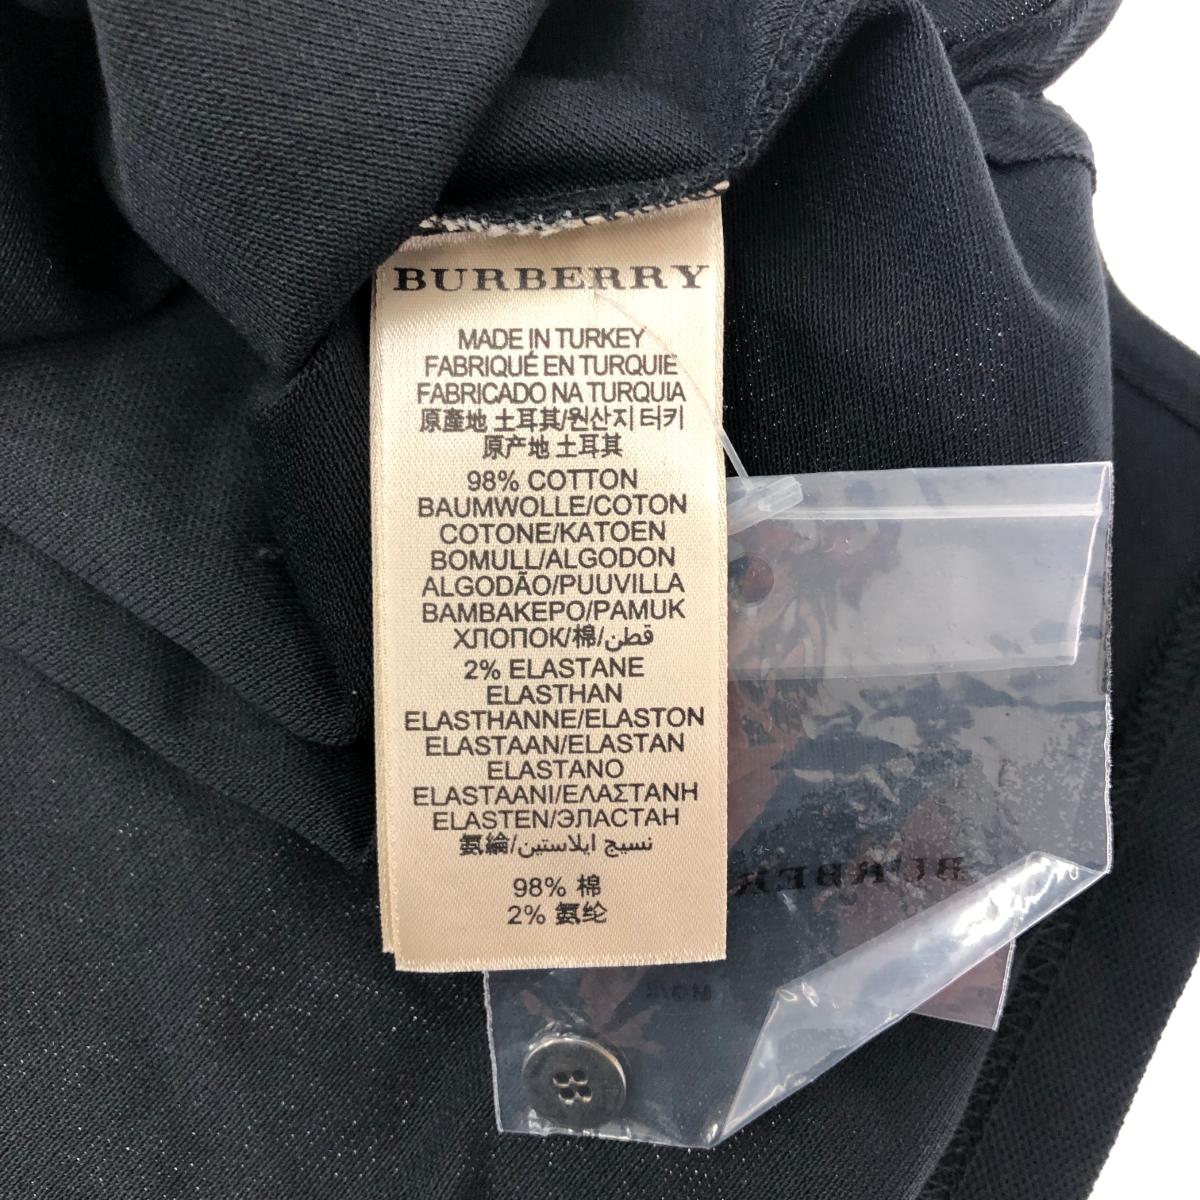 BURBERRY
MADE IN TURKEY
FABRIQUÉ EN TURQUIE
FABRICADO NA TURQUIA
原產地 土耳其/원산지 터키
原产地 土耳其
98% COTTON
BAUMWOLLE/COTON
COTONE/KATOEN
BOMULL/ALGODON
ALGODÃO/PUUVILLA
ΒΑΜΒΑΚΕΡΟ/PAMUK
ХЛОПОК/棉/قطن
2% ELASTANE
ELASTHAN
ELASTHANNE/ELASTON
ELASTAAN/ELASTAN
ELASTANO
ELASTAANI/ΕΛΑΣΤΑΝΗ
ELASTEN/ЭЛАСТАН
氨綸/نسيج ايلاستين
98% 棉
2% 氨纶